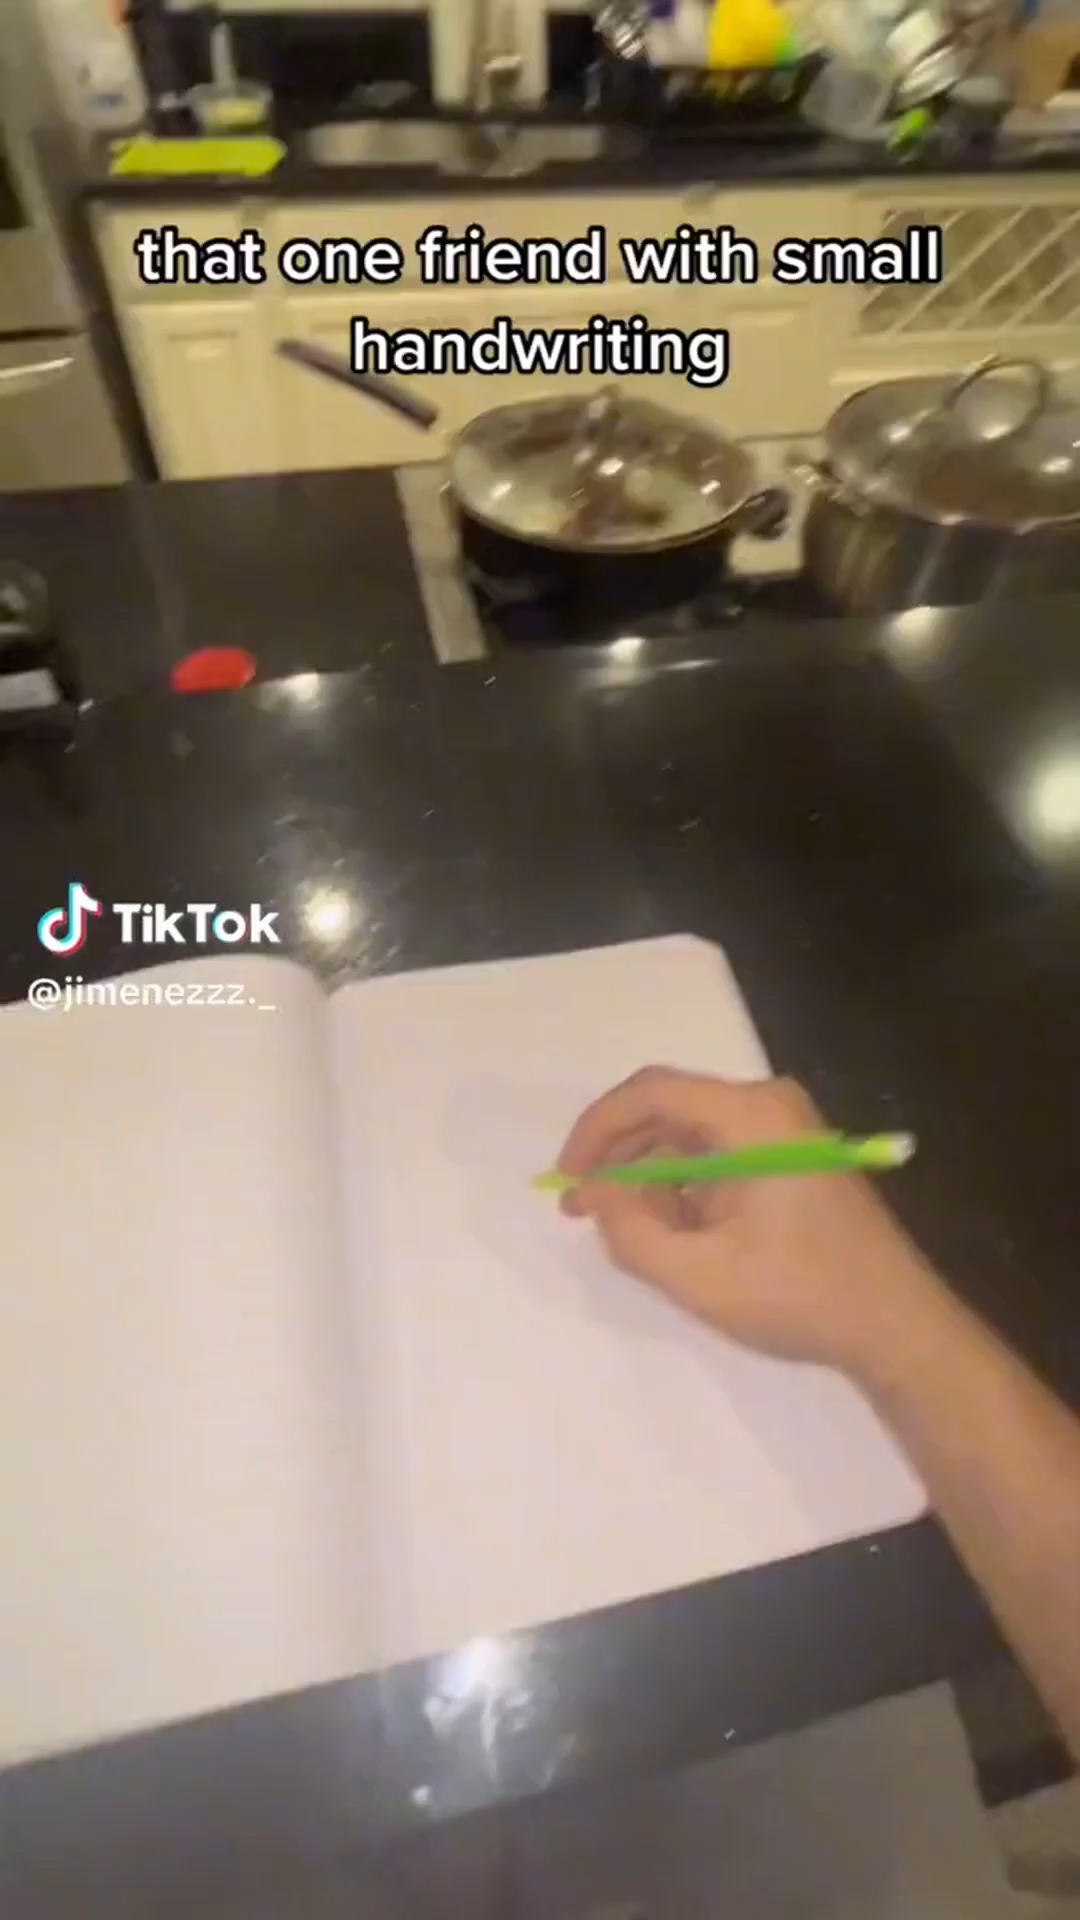 that one friend with small
handwriting
TikTok
@jimenezzz._